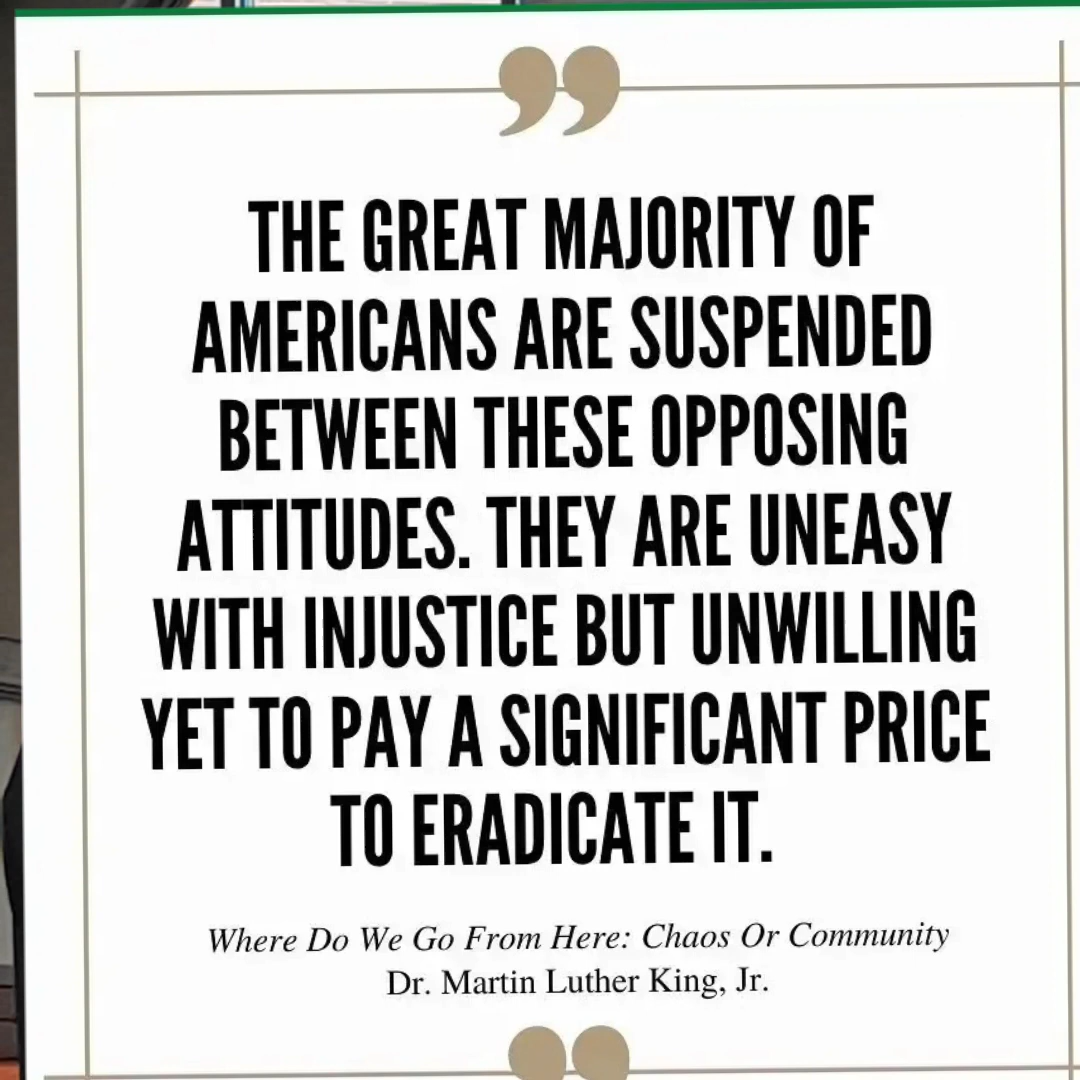 ”
THE GREAT MAJORITY OF
AMERICANS ARE SUSPENDED
BETWEEN THESE OPPOSING
ATTITUDES. THEY ARE UNEASY
WITH INJUSTICE BUT UNWILLING
YET TO PAY A SIGNIFICANT PRICE
TO ERADICATE IT.
Where Do We Go From Here: Chaos Or Community
Dr. Martin Luther King, Jr.
”